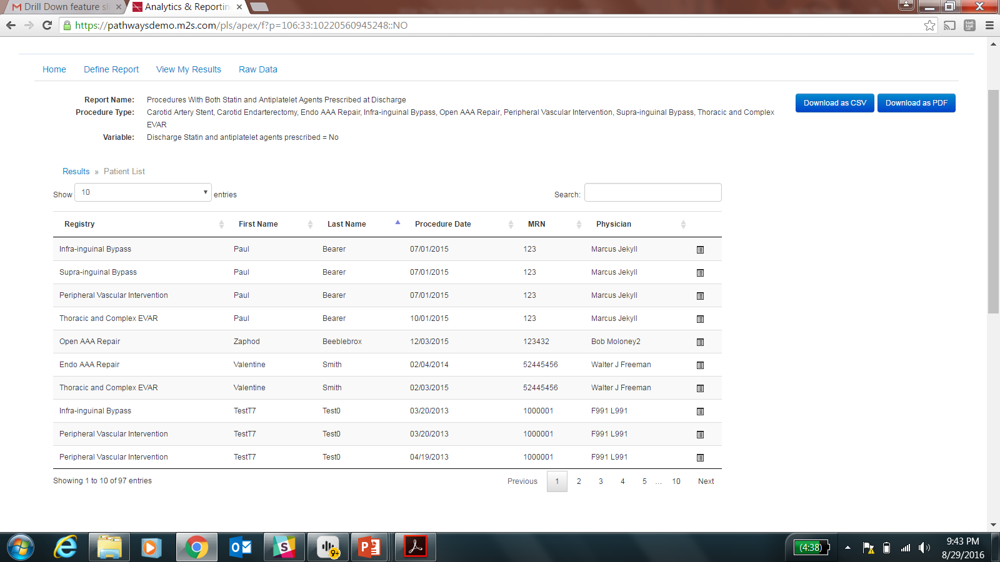 Drill Down feature sl
Analytics & Reportin
https://pathwaysdemo.m2s.com/pls/apex/f?p=106:33:10220560945248::NO
Home Define Report View My Results Raw Data
Report Name: Procedures With Both Statin and Antiplatelet Agents Prescribed at Discharge
Download as CSV Download as PDF
Procedure Type: Carotid Artery Stent, Carotid Endarterectomy, Endo AAA Repair, Infra-inguinal Bypass, Open AAA Repair, Peripheral Vascular Intervention, Supra-inguinal Bypass, Thoracic and Complex
EVAR
Variable: Discharge Statin and antiplatelet agents prescribed = No
Results » Patient List
Show 10 entries Search:
Registry First Name Last Name Procedure Date MRN Physician
Infra-inguinal Bypass Paul Bearer 07/01/2015 123 Marcus Jekyll
Supra-inguinal Bypass Paul Bearer 07/01/2015 123 Marcus Jekyll
Peripheral Vascular Intervention Paul Bearer 07/01/2015 123 Marcus Jekyll
Thoracic and Complex EVAR Paul Bearer 10/01/2015 123 Marcus Jekyll
Open AAA Repair Zaphod Beeblebrox 12/03/2015 123432 Bob Moloney2
Endo AAA Repair Valentine Smith 02/04/2014 52445456 Walter J Freeman
Thoracic and Complex EVAR Valentine Smith 02/03/2015 52445456 Walter J Freeman
Infra-inguinal Bypass TestT7 Test0 03/20/2013 1000001 F991 L991
Peripheral Vascular Intervention TestT7 Test0 03/20/2013 1000001 F991 L991
Peripheral Vascular Intervention TestT7 Test0 04/19/2013 1000001 F991 L991
Showing 1 to 10 of 97 entries Previous 1 2 3 4 5 ... 10 Next
9+
(4:38)
9:43 PM
8/29/2016